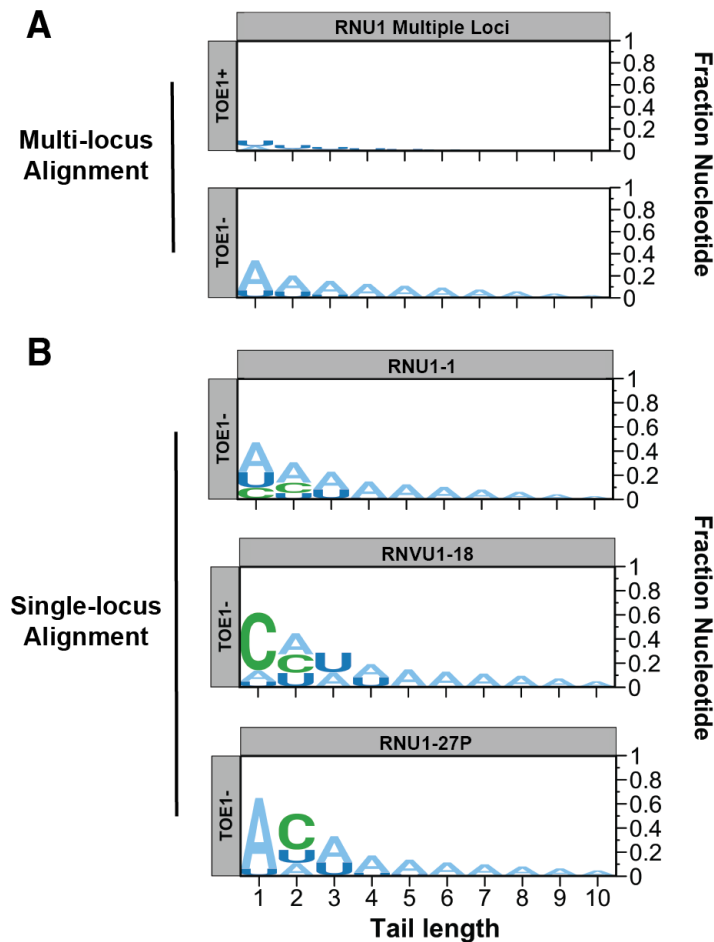 A
RNU1 Multiple Loci
Multi-locus
Alignment
TOE1+
1
0.8
0.6
0.4
0.2
0
Fraction Nucleotide
TOE1-
A A A A A A A A A A
U U
1
0.8
0.6
0.4
0.2
0
B
Single-locus
Alignment
RNU1-1
TOE1-
A A A A A A A A A A
U C U
C U
1
0.8
0.6
0.4
0.2
0
Fraction Nucleotide
RNVU1-18
TOE1-
C A U A A A A A A A
A C A U
U U
1
0.8
0.6
0.4
0.2
0
RNU1-27P
TOE1-
A C A A A A A A A A
U U U U
A
1
0.8
0.6
0.4
0.2
0
1 2 3 4 5 6 7 8 9 10
Tail length